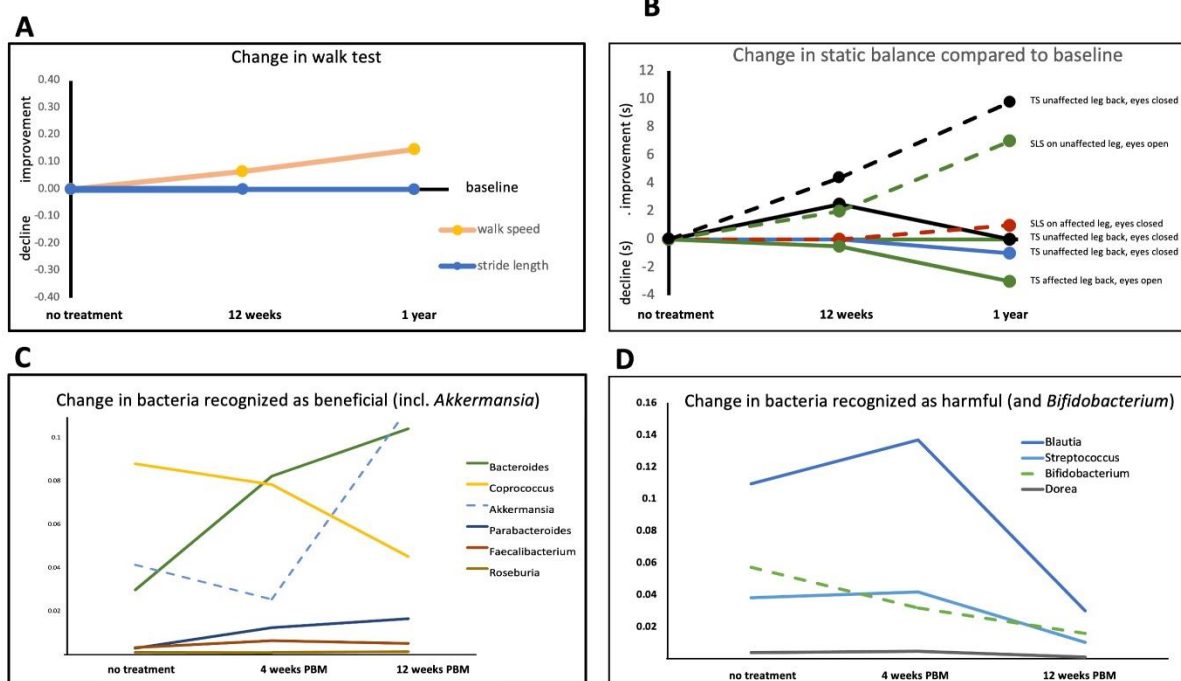 A
Change in walk test
0.40
0.30
0.20
0.10
0.00
-0.10
-0.20
-0.30
-0.40
improvement
decline
baseline
walk speed
stride length
no treatment 12 weeks 1 year
B
Change in static balance compared to baseline
12
10
8
6
4
2
0
-2
-4
. improvement (s)
decline (s)
TS unaffected leg back, eyes closed
SLS on unaffected leg, eyes open
SLS on affected leg, eyes closed
TS unaffected leg back, eyes closed
TS unaffected leg back, eyes closed
TS affected leg back, eyes open
no treatment 12 weeks 1 year
C
Change in bacteria recognized as beneficial (incl. Akkermansia)
0.1
0.08
0.06
0.04
0.02
Bacteroides
Coprococcus
Akkermansia
Parabacteroides
Faecalibacterium
Roseburia
no treatment 4 weeks PBM 12 weeks PBM
D
Change in bacteria recognized as harmful (and Bifidobacterium)
0.16
0.14
0.12
0.1
0.08
0.06
0.04
0.02
Blautia
Streptococcus
Bifidobacterium
Dorea
no treatment 4 weeks PBM 12 weeks PBM